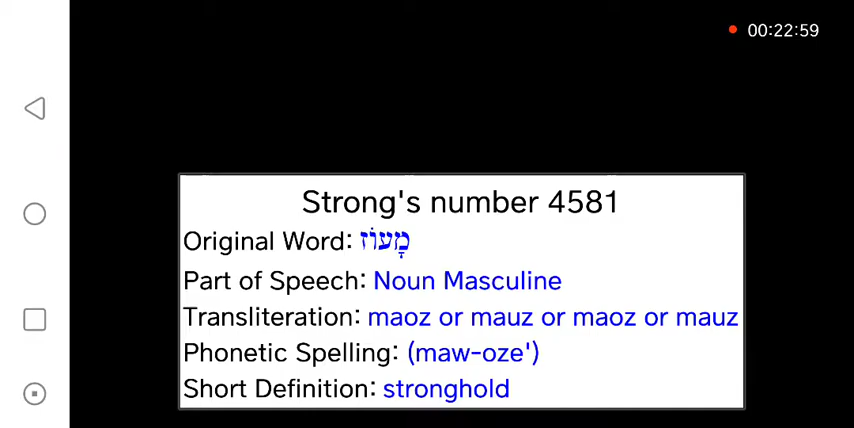 00:22:59
Strong's number 4581
Original Word: מָעוֹז
Part of Speech: Noun Masculine
Transliteration: maoz or mauz or maoz or mauz
Phonetic Spelling: (maw-oze')
Short Definition: stronghold